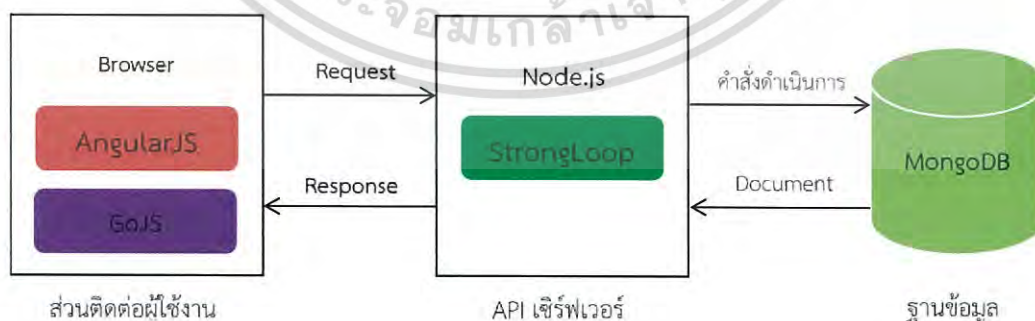 Browser
AngularJS
GoJS
Request
Response
Node.js
StrongLoop
คำสั่งดำเนินการ
Document
MongoDB
ส่วนติดต่อผู้ใช้งาน
API เซิร์ฟเวอร์
ฐานข้อมูล